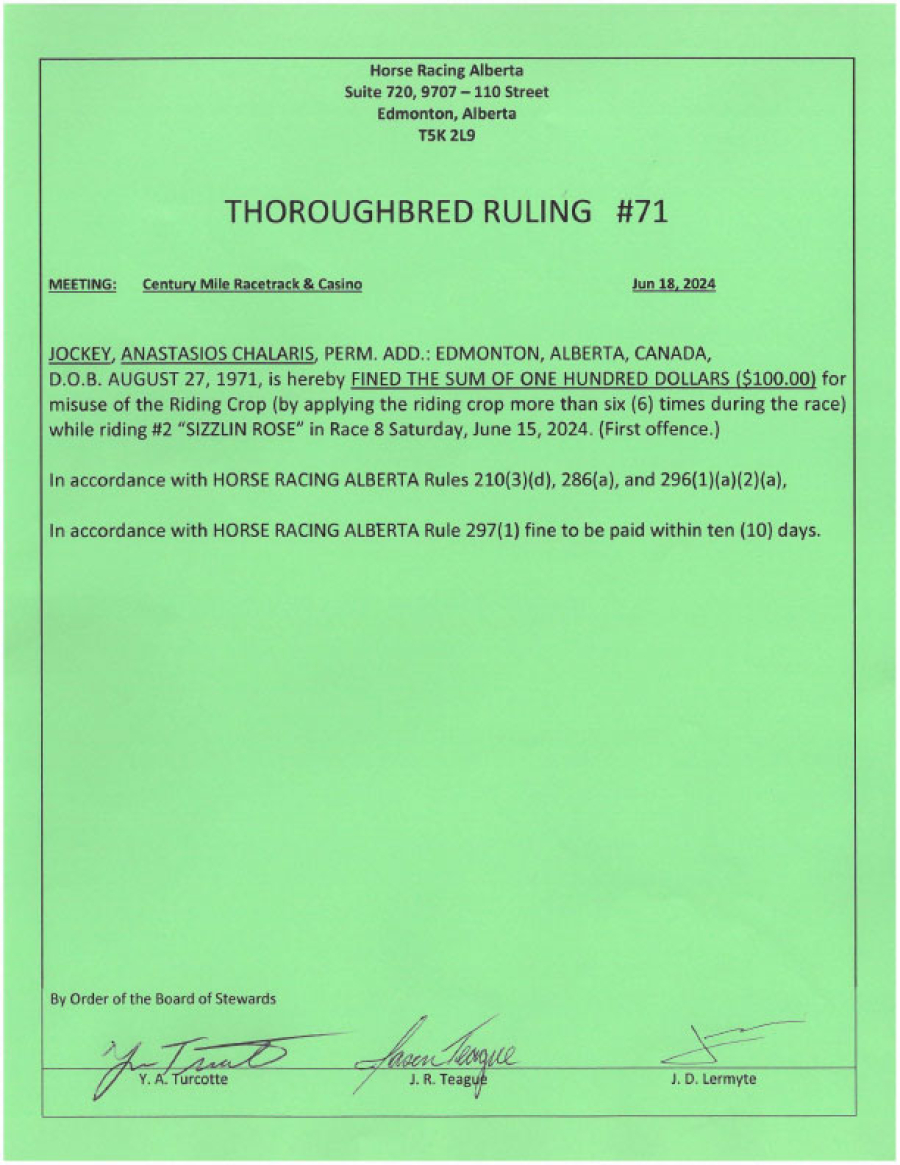 Horse Racing Alberta
Suite 720, 9707 – 110 Street
Edmonton, Alberta
T5K 2L9
THOROUGHBRED RULING #71
MEETING: Century Mile Racetrack & Casino Jun 18, 2024
JOCKEY, ANASTASIOS CHALARIS, PERM. ADD.: EDMONTON, ALBERTA, CANADA,
D.O.B. AUGUST 27, 1971, is hereby FINED THE SUM OF ONE HUNDRED DOLLARS ($100.00) for
misuse of the Riding Crop (by applying the riding crop more than six (6) times during the race)
while riding #2 “SIZZLIN ROSE” in Race 8 Saturday, June 15, 2024. (First offence.)
In accordance with HORSE RACING ALBERTA Rules 210(3)(d), 286(a), and 296(1)(a)(2)(a),
In accordance with HORSE RACING ALBERTA Rule 297(1) fine to be paid within ten (10) days.
By Order of the Board of Stewards
Jason Teague
Y. A. Turcotte J. R. Teague J. D. Lermyte